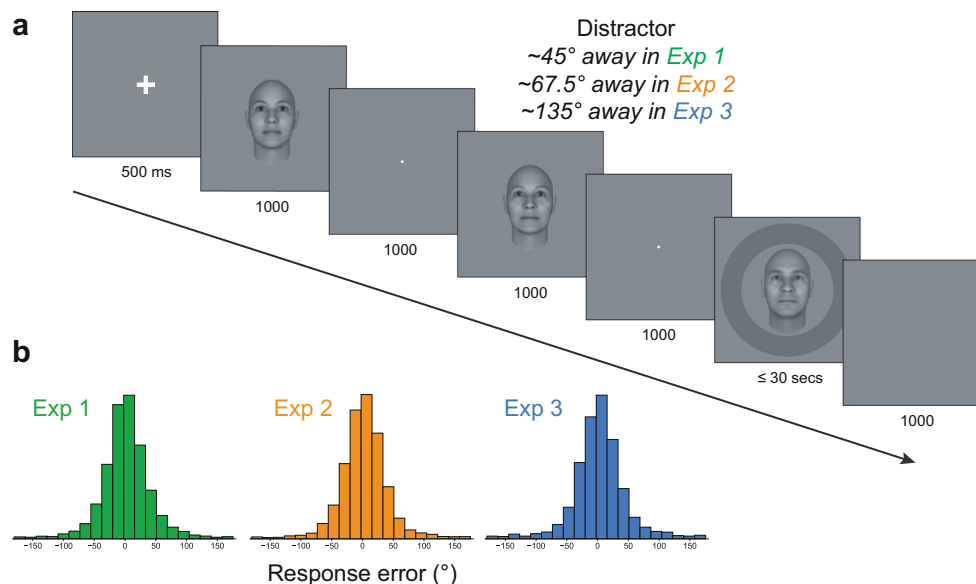 a
Distractor
~45° away in Exp 1
~67.5° away in Exp 2
~135° away in Exp 3
500 ms
1000
1000
1000
1000
≤ 30 secs
1000
b
Exp 1
Exp 2
Exp 3
−150 −100 −50 0 50 100 150
−150 −100 −50 0 50 100 150
−150 −100 −50 0 50 100 150
Response error (°)